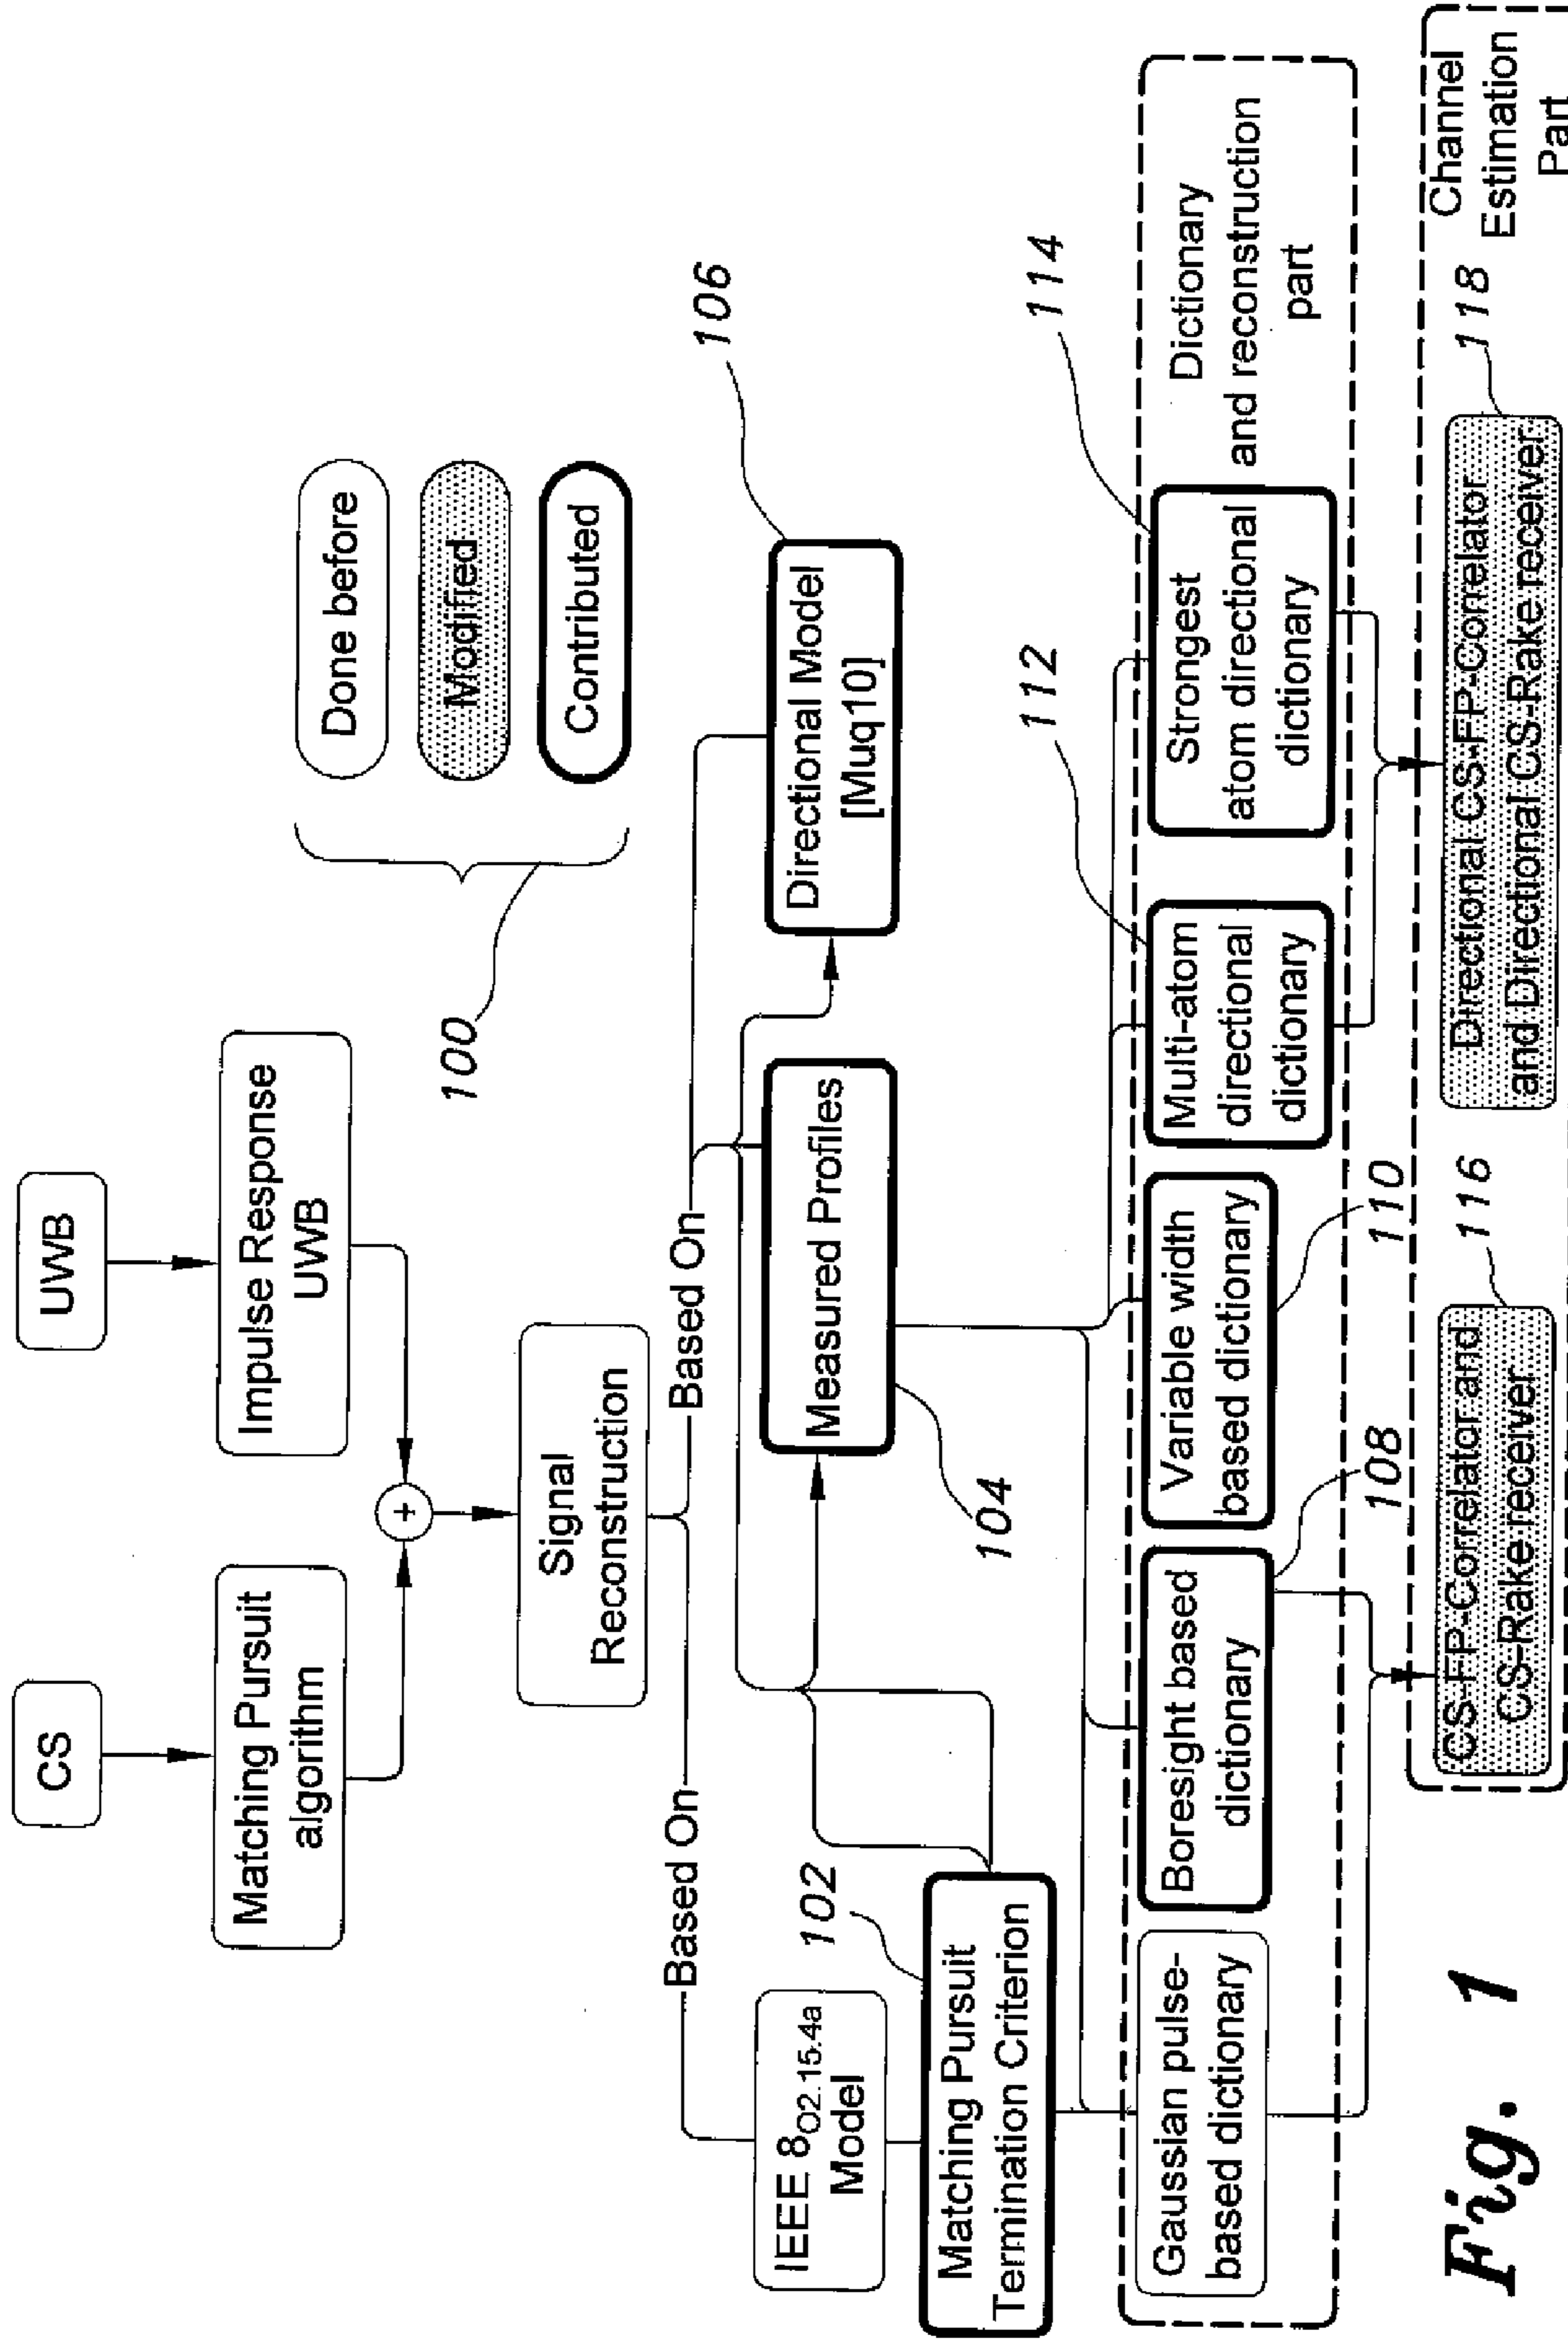 CS
UWB
Matching Pursuit
algorithm
Impulse Response
UWB
+
Done before
Modified
Contributed
100
Signal
Reconstruction
Based On
Based On
IEEE 802.15.4a
Model
102
Matching Pursuit
Termination Criterion
Measured Profiles
104
Directional Model
[Muq10]
106
Gaussian pulse-
based dictionary
Boresight based
dictionary
108
Variable width
based dictionary
110
Multi-atom
directional
dictionary
112
Strongest
atom directional
dictionary
114
Dictionary
and reconstruction
part
CS-FP-Correlator and
CS-Rake receiver
116
Directional CS-FP-Correlator
and Directional CS-Rake receiver
118
Channel
Estimation
Part
Fig. 1